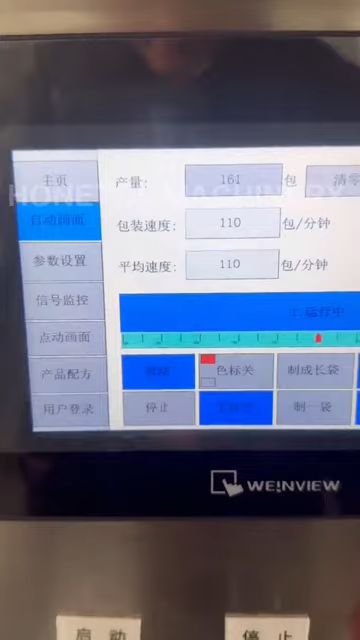 主页
产量: 161 包 清零
自动画面
包装速度: 110 包/分钟
参数设置
平均速度: 110 包/分钟
信号监控
运行中
点动画面
产品配方
色标关 制成长袋
用户登录
停止 制一袋
WEINVIEW
启动 停止